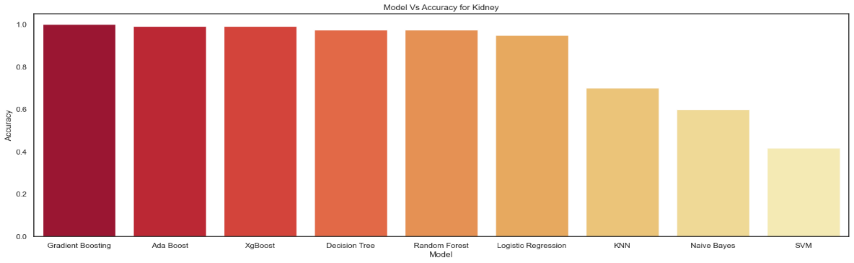 Model Vs Accuracy for Kidney
Accuracy
1.0
0.8
0.6
0.4
0.2
0.0
Gradient Boosting Ada Boost XgBoost Decision Tree Random Forest Logistic Regression KNN Naive Bayes SVM
Model